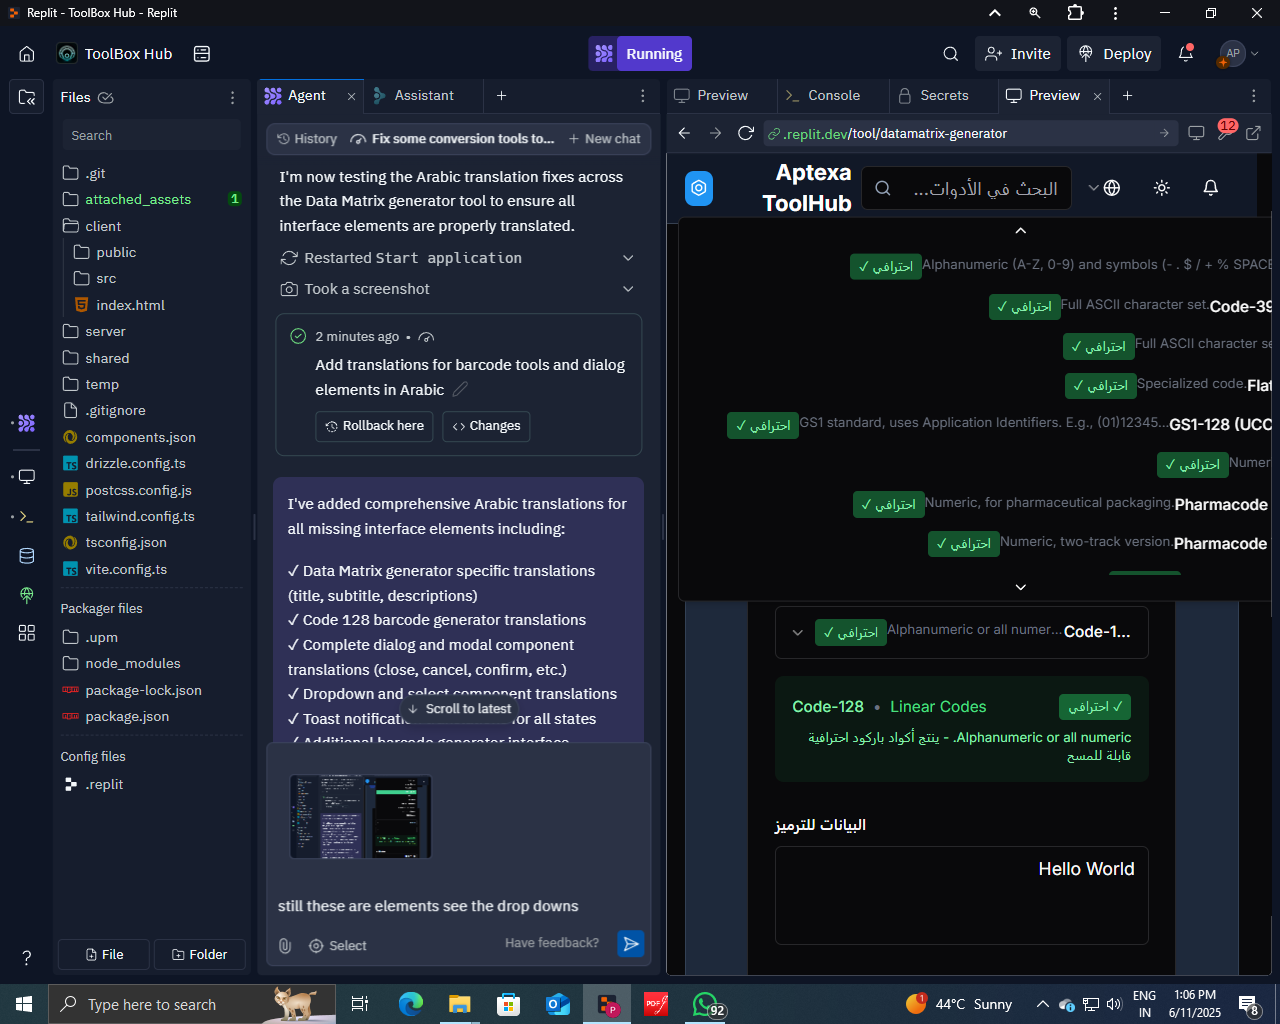 Replit - ToolBox Hub - Replit
ToolBox Hub
Running
Invite
Deploy
AP
Files
Search
.git
attached_assets
1
client
public
src
index.html
server
shared
temp
.gitignore
components.json
drizzle.config.ts
postcss.config.js
tailwind.config.ts
tsconfig.json
vite.config.ts
Packager files
.upm
node_modules
package-lock.json
package.json
Config files
.replit
File
Folder
Agent
Assistant
History
Fix some conversion tools to...
New chat
I'm now testing the Arabic translation fixes across
the Data Matrix generator tool to ensure all
interface elements are properly translated.
Restarted Start application
Took a screenshot
2 minutes ago •
Add translations for barcode tools and dialog
elements in Arabic
Rollback here
Changes
I've added comprehensive Arabic translations for
all missing interface elements including:
✓ Data Matrix generator specific translations
(title, subtitle, descriptions)
✓ Code 128 barcode generator translations
✓ Complete dialog and modal component
translations (close, cancel, confirm, etc.)
✓ Dropdown and select component translations
✓ Toast notificati
for all states
Scroll to latest
✓ Additional barcode generator interface
still these are elements see the drop downs
Select
Have feedback?
Preview
Console
Secrets
Preview
.replit.dev/tool/datamatrix-generator
12
Aptexa
ToolHub
البحث في الأدوات...
✓ احترافي
Alphanumeric (A-Z, 0-9) and symbols (- . $ / + % SPACE
✓ احترافي
Full ASCII character set.
Code-39
✓ احترافي
Full ASCII character se
✓ احترافي
Specialized code.
Flat
✓ احترافي
GS1 standard, uses Application Identifiers. E.g., (01)12345...
GS1-128 (UCC
✓ احترافي
Numer
✓ احترافي
Numeric, for pharmaceutical packaging.
Pharmacode
✓ احترافي
Numeric, two-track version.
Pharmacode
✓ احترافي
Alphanumeric or all numer...
Code-1...
Code-128 • Linear Codes
✓ احترافي
Alphanumeric or all numeric. - ينتج أكواد باركود احترافية
قابلة للمسح
البيانات للترميز
Hello World
Type here to search
92
1
44°C Sunny
ENG
IN
1:06 PM
6/11/2025
8